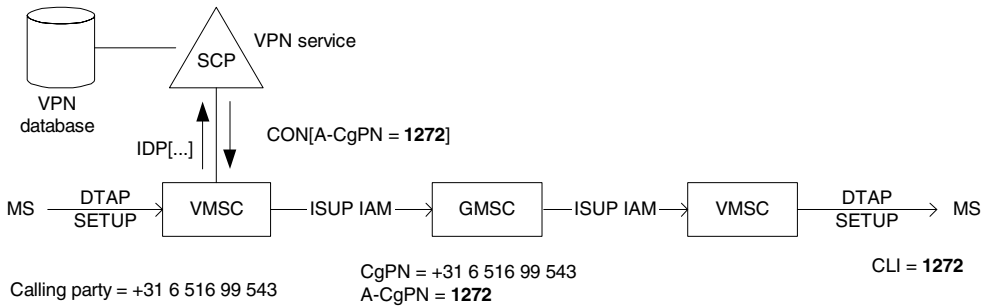 VPN service
SCP
VPN
database
CON[A-CgPN = 1272]
IDP[...]
MS
DTAP
SETUP
VMSC
ISUP IAM
GMSC
ISUP IAM
VMSC
DTAP
SETUP
MS
Calling party = +31 6 516 99 543
CgPN = +31 6 516 99 543
A-CgPN = 1272
CLI = 1272